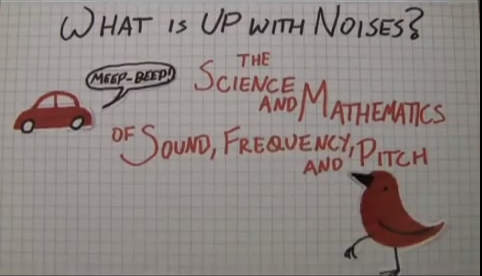 WHAT IS UP WITH NOISES?
MEEP-BEEP!
THE
SCIENCE
AND MATHEMATICS
OF SOUND, FREQUENCY,
AND PITCH